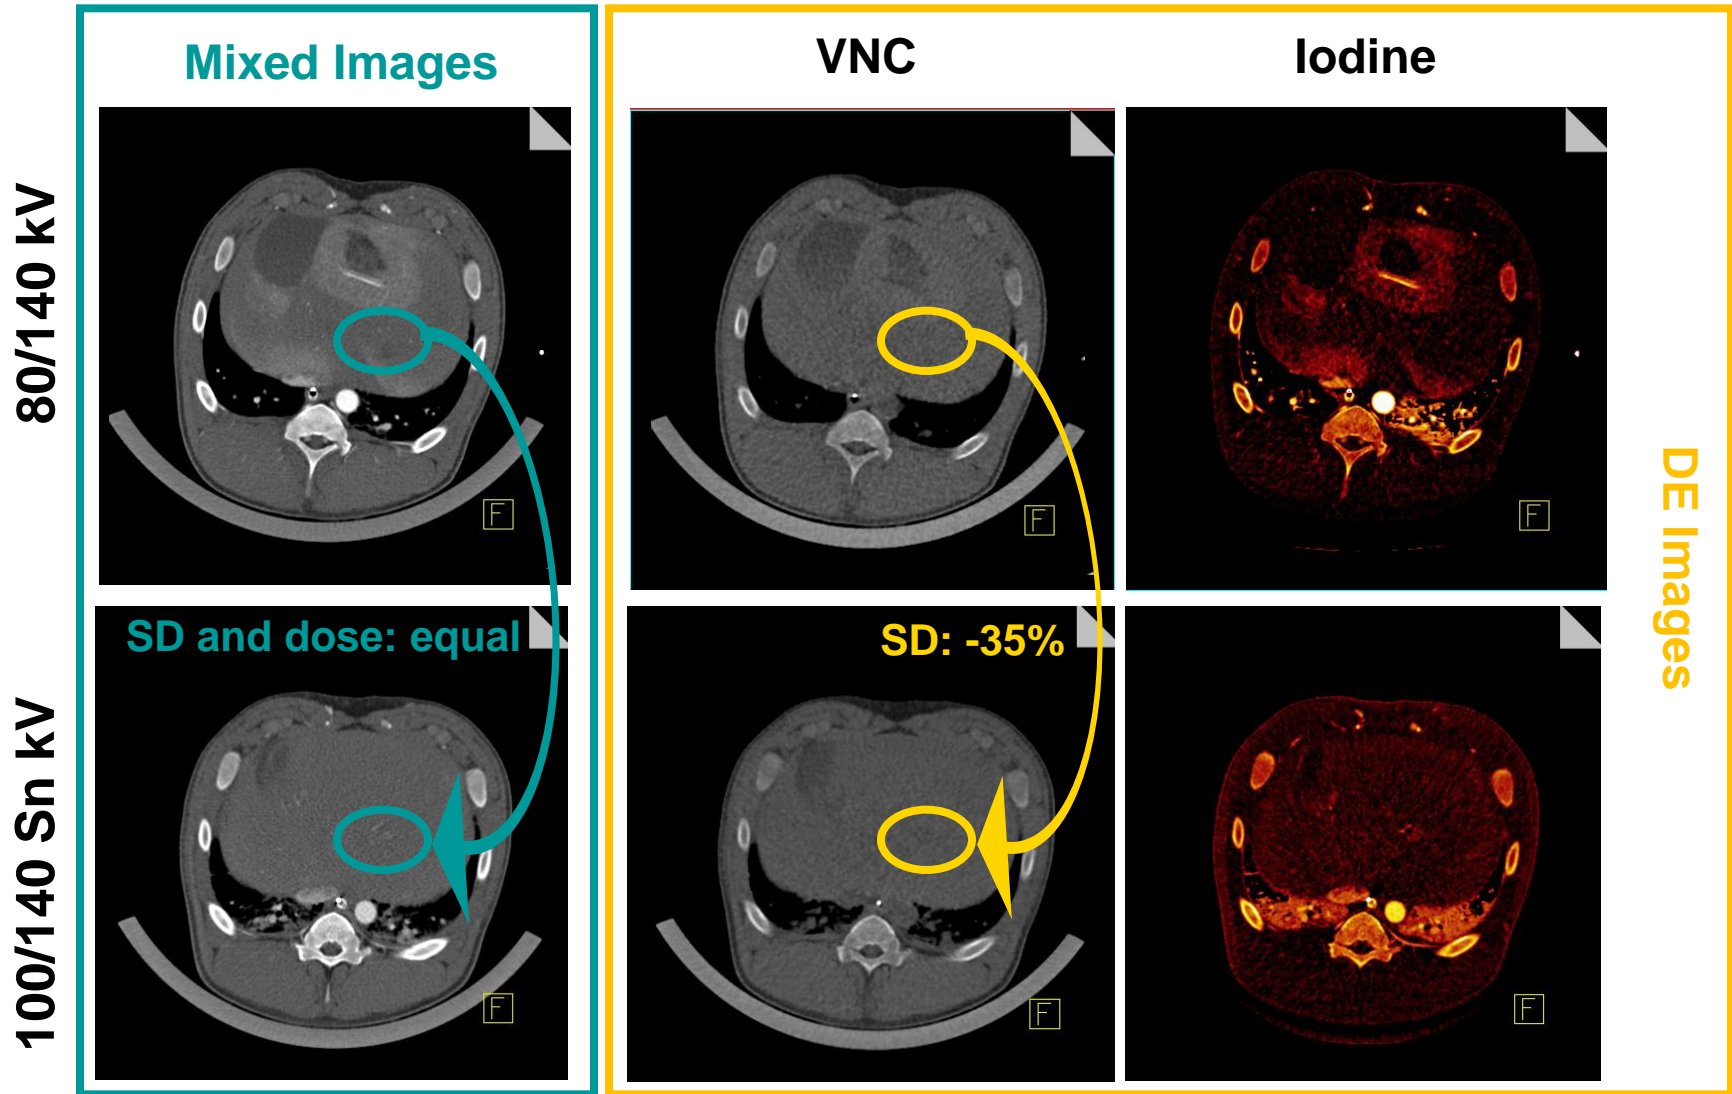 Mixed Images
VNC
Iodine
80/140 kV
F
F
F
DE Images
SD and dose: equal
SD: -35%
100/140 Sn kV
F
F
F